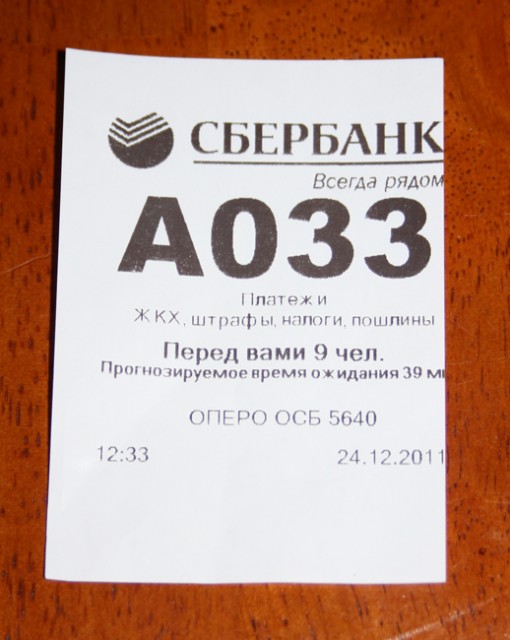 СБЕРБАНК
Всегда рядом
А033
Платежи
ЖКХ, штрафы, налоги, пошлины
Перед вами 9 чел.
Прогнозируемое время ожидания 39 ми
ОПЕРО ОСБ 5640
12:33 24.12.2011